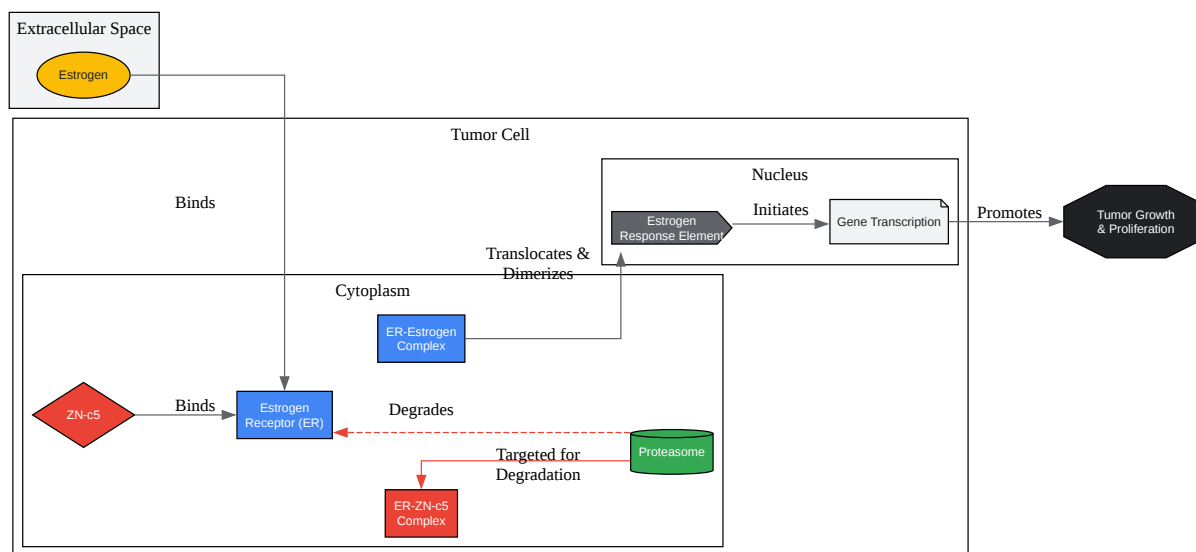 Extracellular Space
Estrogen
Tumor Cell
Nucleus
Binds
Estrogen
Response Element
Initiates
Gene Transcription
Promotes
Tumor Growth
& Proliferation
Translocates &
Dimerizes
Cytoplasm
ER-Estrogen
Complex
ZN-c5
Binds
Estrogen
Receptor (ER)
Degrades
Targeted for
Degradation
Proteasome
ER-ZN-c5
Complex